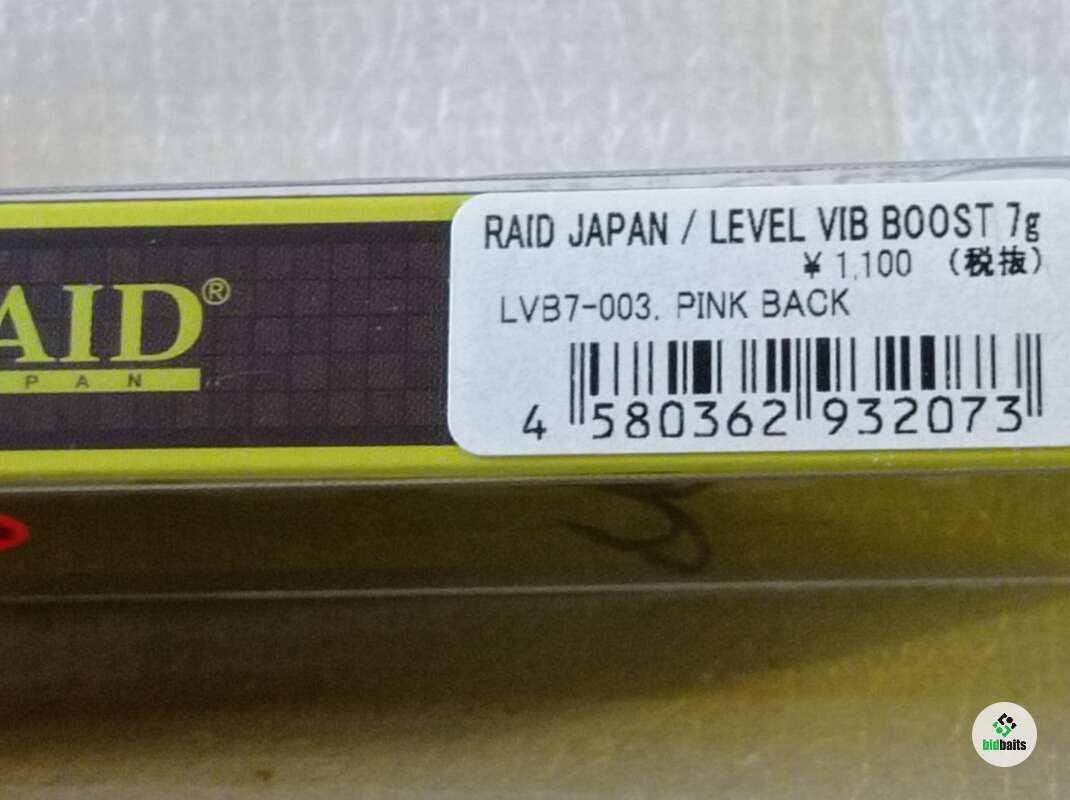 RAID JAPAN / LEVEL VIB BOOST 7g
¥1,100 (税抜)
LVB7-003. PINK BACK
4 580362 932073
AID®
PAN
bidbaits